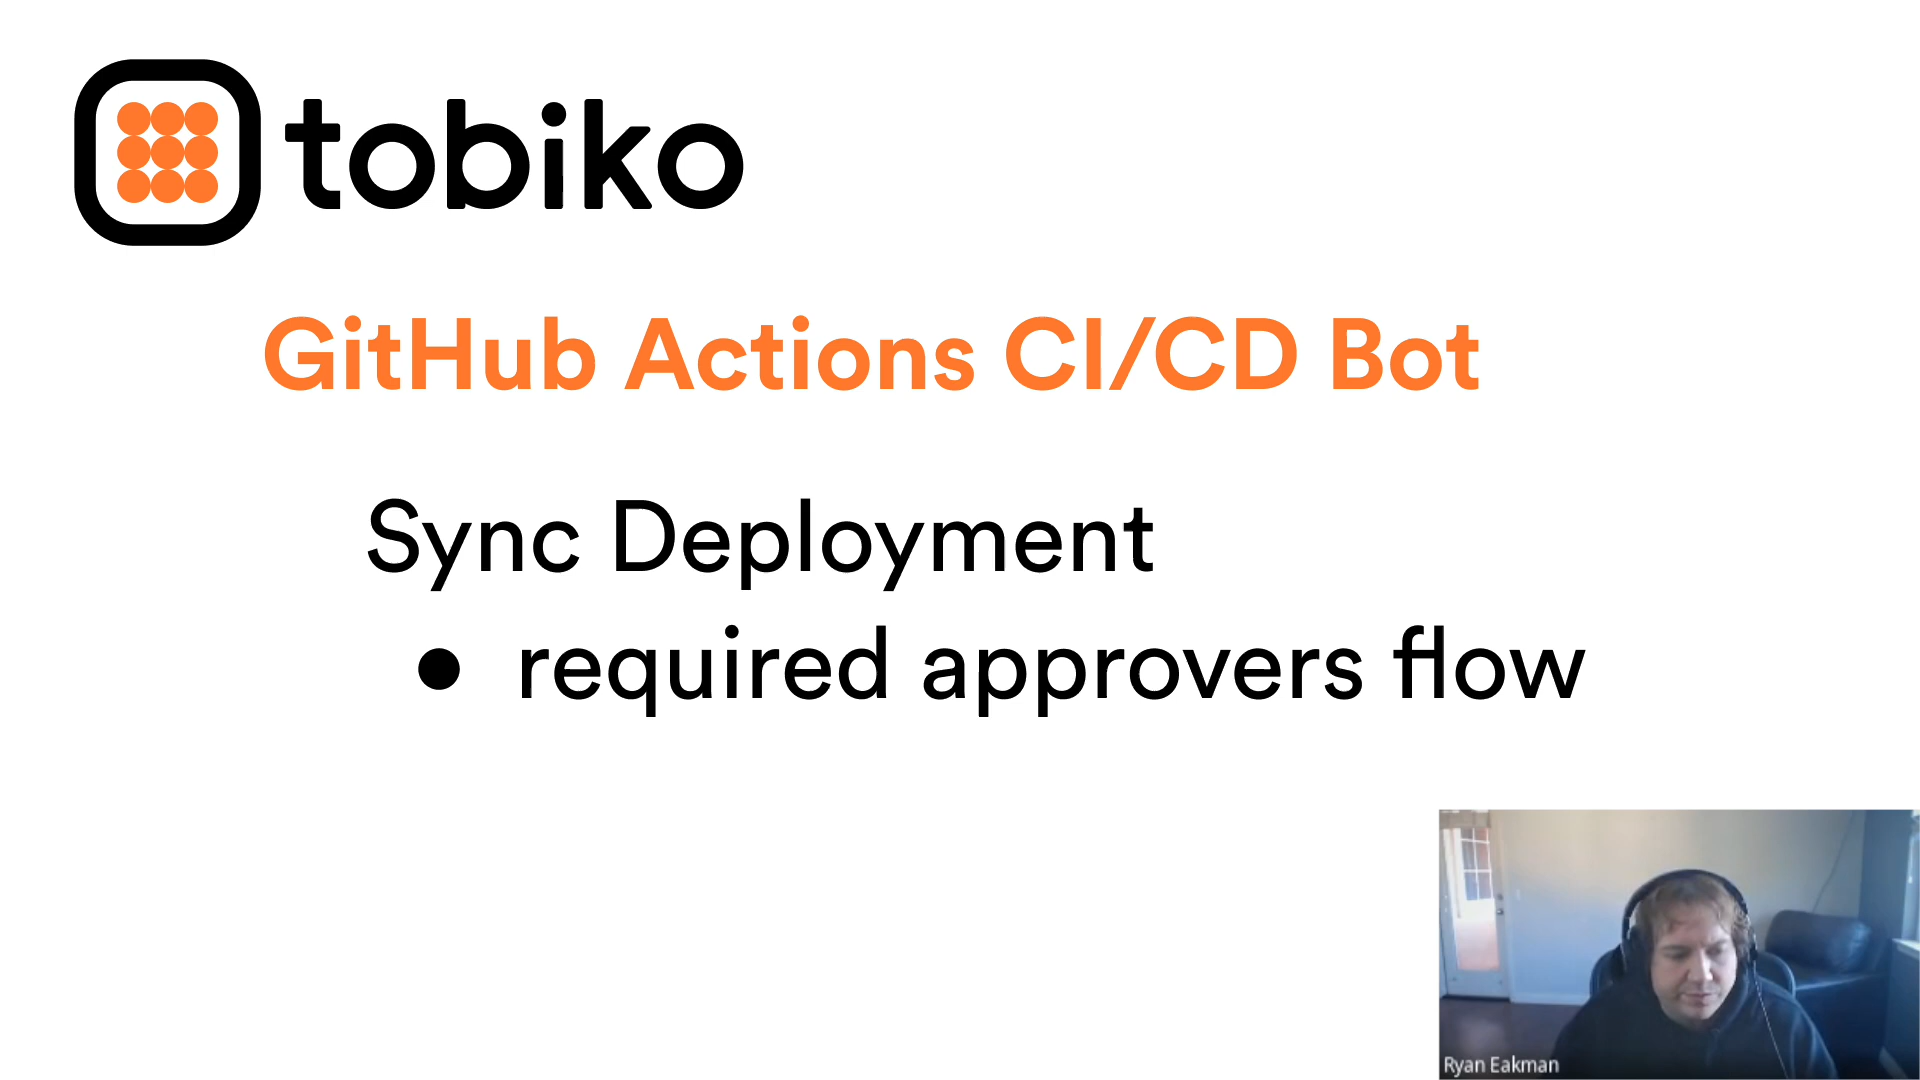 tobiko
GitHub Actions CI/CD Bot
Sync Deployment
● required approvers flow
Ryan Eakman